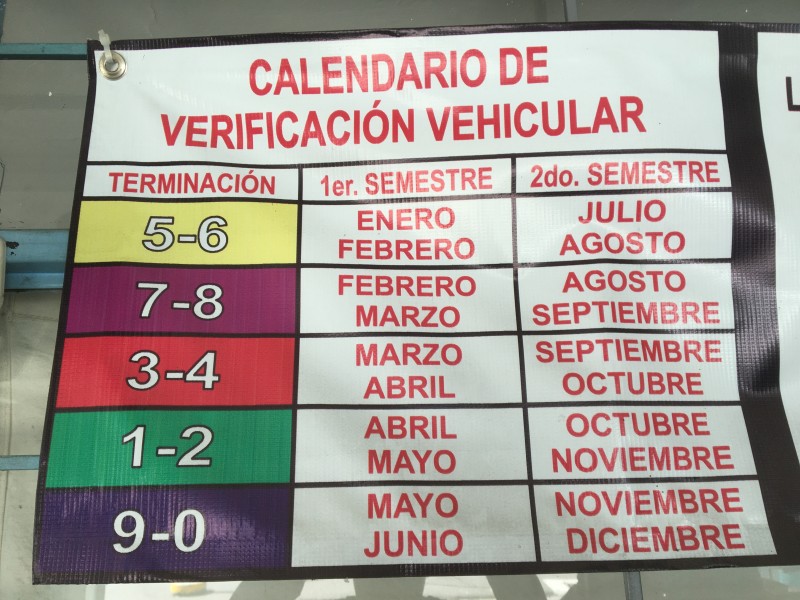 CALENDARIO DE
VERIFICACIÓN VEHICULAR
TERMINACIÓN 1er. SEMESTRE 2do. SEMESTRE
5-6 ENERO FEBRERO JULIO AGOSTO
7-8 FEBRERO MARZO AGOSTO SEPTIEMBRE
3-4 MARZO ABRIL SEPTIEMBRE OCTUBRE
1-2 ABRIL MAYO OCTUBRE NOVIEMBRE
9-0 MAYO JUNIO NOVIEMBRE DICIEMBRE